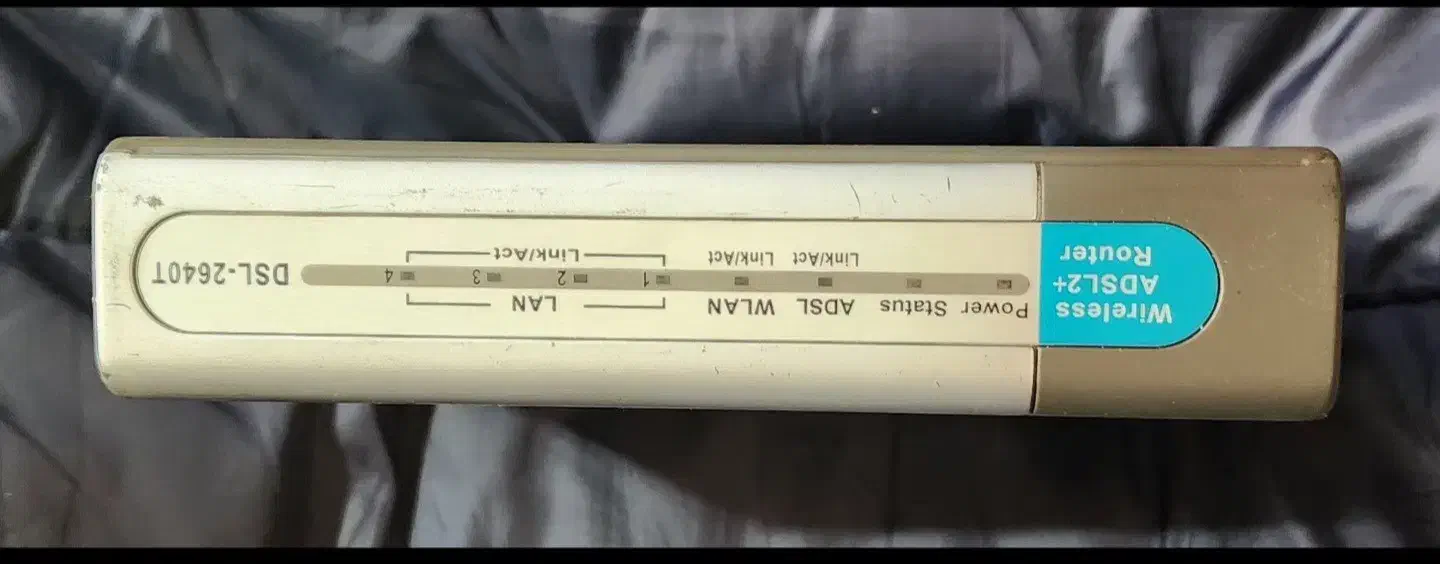 Wireless
ADSL2+
Router
Power Status ADSL WLAN LAN
1 2 3 4
Link/Act Link/Act Link/Act
DSL-2640T